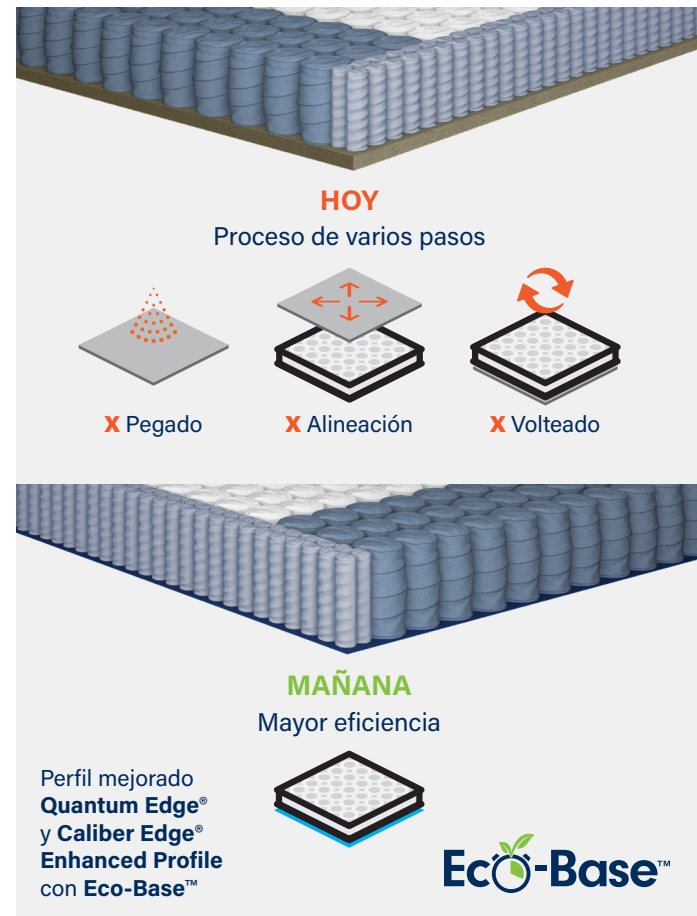 HOY
Proceso de varios pasos
X Pegado
X Alineación
X Volteado
MAÑANA
Mayor eficiencia
Perfil mejorado
Quantum Edge®
y Caliber Edge®
Enhanced Profile
con Eco-Base™
Eco-Base™